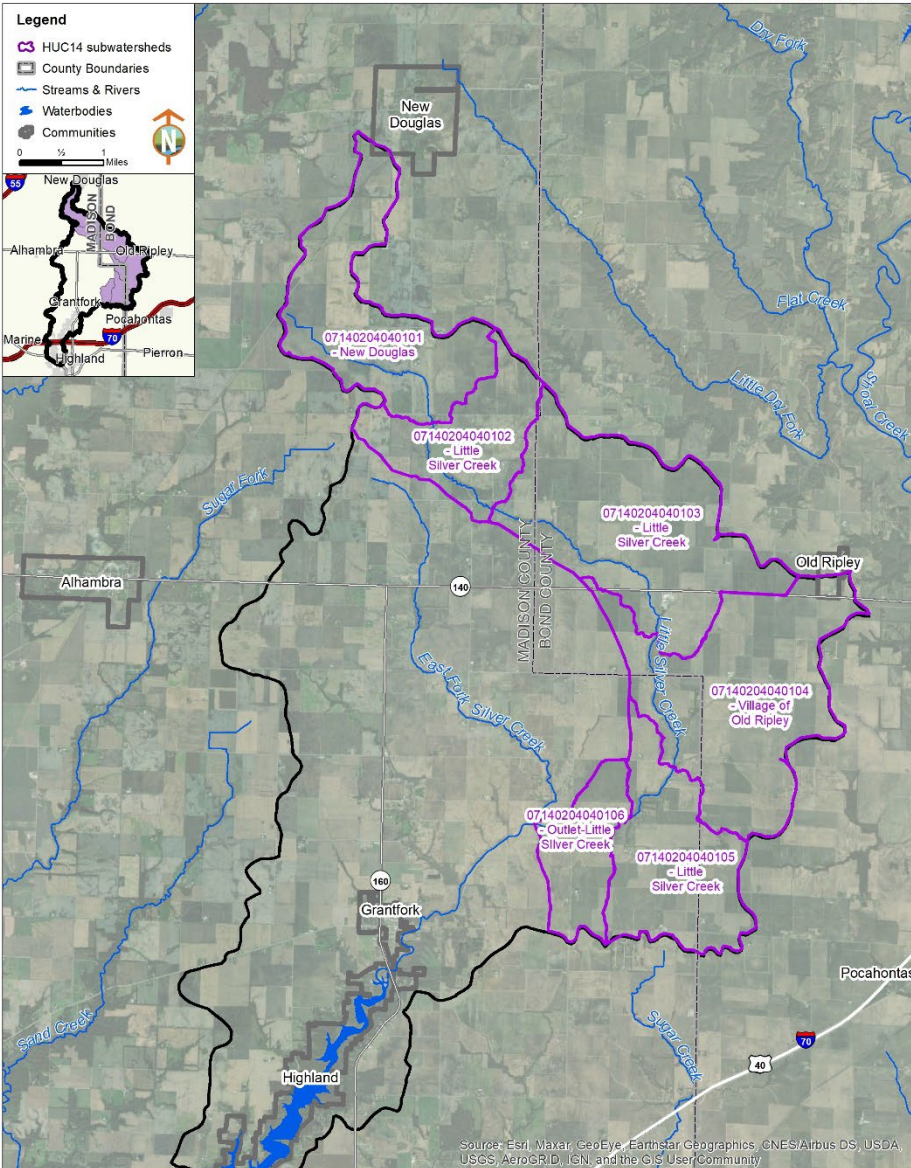 Legend
HUC14 subwatersheds
County Boundaries
Streams & Rivers
Waterbodies
Communities
N
0 ½ 1
Miles
55
New Douglas
MADISON
BOND
Alhambra
Old Ripley
Grantfork
Pocahontas
Marine
70
Highland
Pierron
New
Douglas
Dry Fork
Flat Creek
Little Dry Fork
Shoal Creek
07140204040101
- New Douglas
07140204040102
- Little
Silver Creek
Sugar Fork
07140204040103
- Little
Silver Creek
MADISON COUNTY
BOND COUNTY
Alhambra
140
Old Ripley
Little Silver Creek
East Fork Silver Creek
07140204040104
- Village of
Old Ripley
07140204040106
- Outlet-Little
Silver Creek
07140204040105
- Little
Silver Creek
160
Grantfork
Pocahontas
Sand Creek
Sugar Creek
70
40
Highland
Source: Esri, Maxar, GeoEye, Earthstar Geographics, CNES/Airbus DS, USDA,
USGS, AeroGRID, IGN, and the GIS User Community